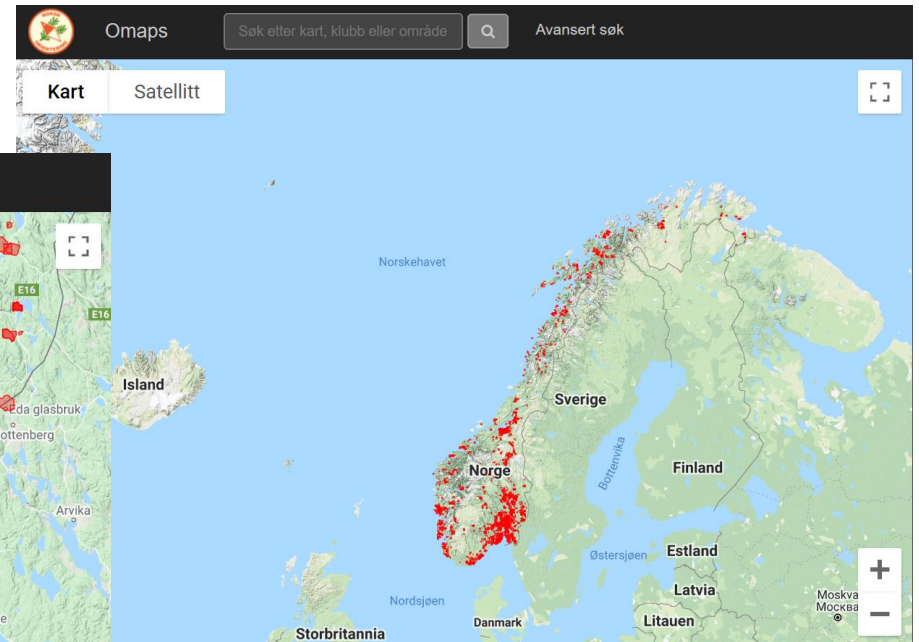 Omaps
Søk etter kart, klubb eller område
Avansert søk
Kart
Satellitt
Norskehavet
E16
E16
Island
Eda glasbruk
Sverige
Bottenvika
Norge
Finland
Arvika
Østersjøen
Estland
Latvia
Nordsjøen
Moskva
Москва
Danmark
Litauen
Storbritannia